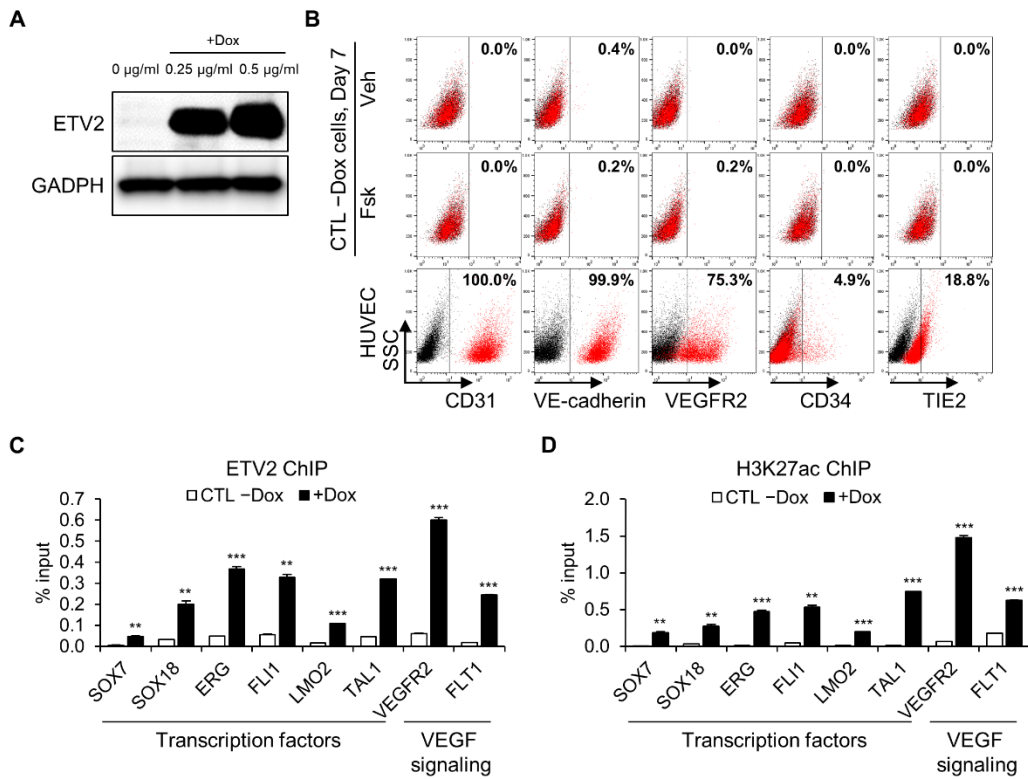 A
+Dox
0 µg/ml 0.25 µg/ml 0.5 µg/ml
ETV2
GADPH
B
CTL −Dox cells, Day 7
Veh
0.0% 0.4% 0.0% 0.0% 0.0%
Fsk
0.0% 0.2% 0.2% 0.0% 0.0%
HUVEC
SSC
100.0% 99.9% 75.3% 4.9% 18.8%
CD31 VE-cadherin VEGFR2 CD34 TIE2
C
ETV2 ChIP
CTL −Dox +Dox
% input
0.7
0.6
0.5
0.4
0.3
0.2
0.1
0.0
** ** *** ** *** *** *** ***
SOX7 SOX18 ERG FLI1 LMO2 TAL1 VEGFR2 FLT1
Transcription factors
VEGF
signaling
D
H3K27ac ChIP
CTL −Dox +Dox
% input
2.0
1.5
1.0
0.5
0.0
** ** *** ** *** *** *** ***
SOX7 SOX18 ERG FLI1 LMO2 TAL1 VEGFR2 FLT1
Transcription factors
VEGF
signaling